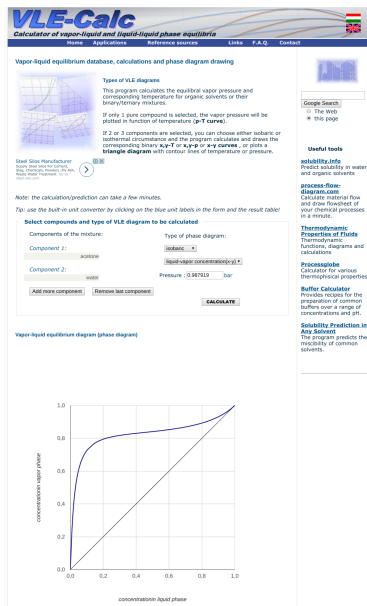 VLE-Calc
Calculator of vapor-liquid and liquid-liquid phase equilibria
Home Applications Reference sources Links F.A.Q. Contact
Vapor-liquid equilibrium database, calculations and phase diagram drawing
Types of VLE diagrams
This program calculates the equilibral vapor pressure and
corresponding temperature for organic solvents or their
binary/ternary mixtures.
If only 1 pure compound is selected, the vapor pressure will be
plotted in function of temperature (p-T curve).
If 2 or 3 components are selected, you can choose either isobaric or
isothermal circumstance and the program calculates and draws the
corresponding binary x,y-T or x,y-p or x-y curves , or plots a
triangle diagram with contour lines of temperature or pressure.
Steel Silos Manufacturer
Note: the calculation/prediction can take a few minutes.
Tip: use the built-in unit converter by clicking on the blue unit labels in the form and the result table!
Select compounds and type of VLE diagram to be calculated
Components of the mixture:
Component 1:
acetone
Component 2:
water
Add more component Remove last component
Type of phase diagram:
isobaric
liquid-vapor concentration(x-y)
Pressure : 0.987919 bar
CALCULATE
Vapor-liquid equilibrium diagram (phase diagram)
concentrationin vapor phase
1,0
0,8
0,6
0,4
0,2
0,0
0,0 0,2 0,4 0,6 0,8 1,0
concentrationin liquid phase
Google Search
The Web
this page
Useful tools
solubility.info
Predict solubility in water
and organic solvents
process-flow-
diagram.com
Calculate material flow
and draw flowsheet of
your chemical processes
in a minute.
Thermodynamic
Properties of Fluids
Thermodynamic
functions, diagrams and
calculations
Processglobe
Calculator for various
thermophisical properties
Buffer Calculator
Provides recipes for the
preparation of common
buffers over a range of
concentrations and pH.
Solubility Prediction in
Any Solvent
The program predicts the
miscibility of common
solvents.